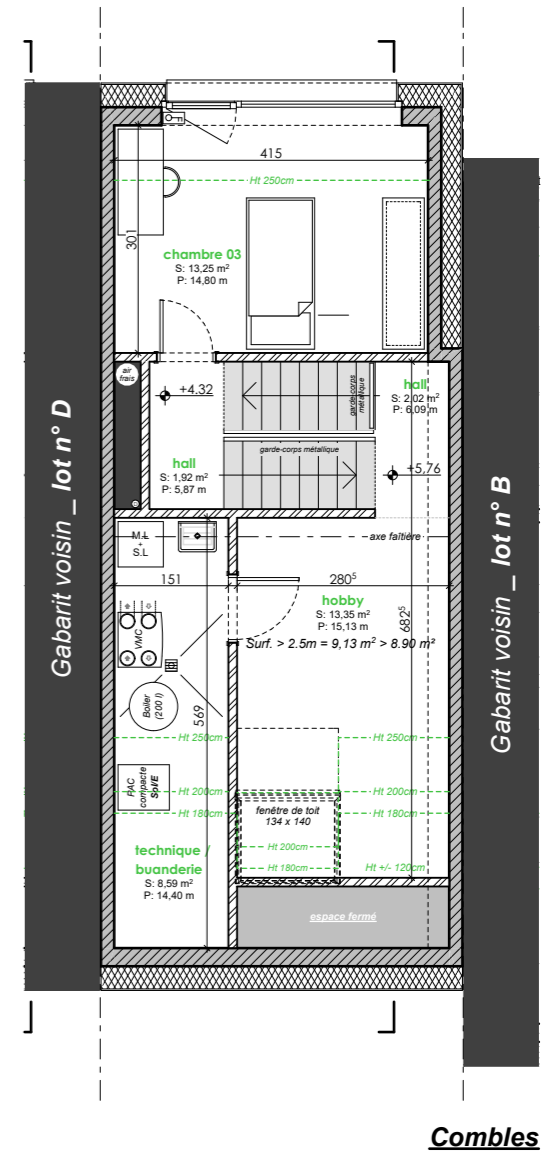 415
Ht 250cm
301
chambre 03
S: 13,25 m²
P: 14,80 m
air
frais
+4.32
garde-corps
métallique
hall
S: 2,02 m²
P: 6,09 m
garde-corps métallique
hall
S: 1,92 m²
P: 5,87 m
+5,76
Gabarit voisin _ lot n° D
Gabarit voisin _ lot n° B
M.L
+
S.L
axe faîtière
151
280⁵
hobby
S: 13,35 m²
P: 15,13 m
682⁵
Surf. > 2.5m = 9,13 m² > 8.90 m²
VMC
Boiler
(200 l)
569
Ht 250cm
Ht 250cm
PAC
compacte
Sol/E
Ht 200cm
Ht 200cm
Ht 180cm
Ht 180cm
fenêtre de toit
134 x 140
Ht 200cm
Ht 180cm
Ht +/- 120cm
technique /
buanderie
S: 8,59 m²
P: 14,40 m
espace fermé
Combles